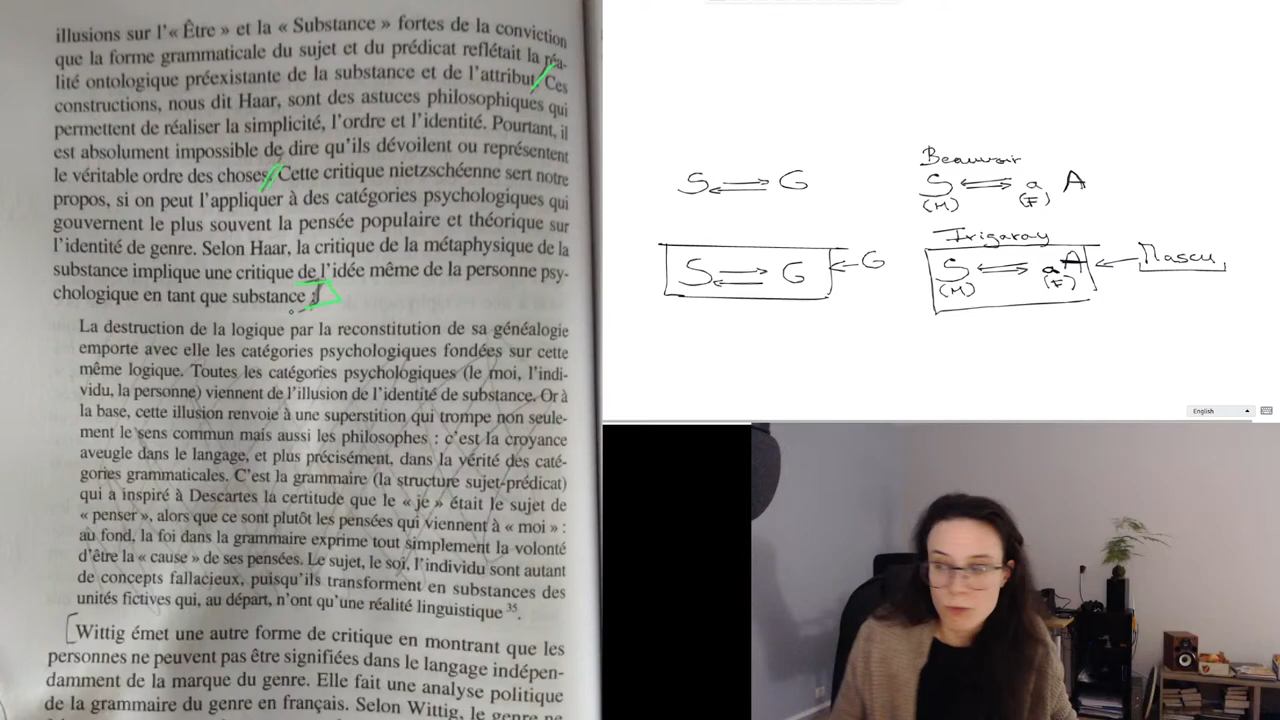 illusions sur l'« Être » et la « Substance » fortes de la conviction
que la forme grammaticale du sujet et du prédicat reflétait la réa-
lité ontologique préexistante de la substance et de l'attribut. Ces
constructions, nous dit Haar, sont des astuces philosophiques qui
permettent de réaliser la simplicité, l'ordre et l'identité. Pourtant, il
est absolument impossible de dire qu'ils dévoilent ou représentent
le véritable ordre des choses. Cette critique nietzschéenne sert notre
propos, si on peut l'appliquer à des catégories psychologiques qui
gouvernent le plus souvent la pensée populaire et théorique sur
l'identité de genre. Selon Haar, la critique de la métaphysique de la
substance implique une critique de l'idée même de la personne psy-
chologique en tant que substance :
La destruction de la logique par la reconstitution de sa généalogie
emporte avec elle les catégories psychologiques fondées sur cette
même logique. Toutes les catégories psychologiques (le moi, l'indi-
vidu, la personne) viennent de l'illusion de l'identité de substance. Or à
la base, cette illusion renvoie à une superstition qui trompe non seule-
ment le sens commun mais aussi les philosophes : c'est la croyance
aveugle dans le langage, et plus précisément, dans la vérité des caté-
gories grammaticales. C'est la grammaire (la structure sujet-prédicat)
qui a inspiré à Descartes la certitude que le « je » était le sujet de
« penser », alors que ce sont plutôt les pensées qui viennent à « moi » :
au fond, la foi dans la grammaire exprime tout simplement la volonté
d'être la « cause » de ses pensées. Le sujet, le soi, l'individu sont autant
de concepts fallacieux, puisqu'ils transforment en substances des
unités fictives qui, au départ, n'ont qu'une réalité linguistique 35.
Wittig émet une autre forme de critique en montrant que les
personnes ne peuvent pas être signifiées dans le langage indépen-
damment de la marque du genre. Elle fait une analyse politique
de la grammaire du genre en français. Selon Wittig, le genre ne
Beauvoir
S ⇌ G
S ⇌ a A
(M) (F)
Irigaray
S ⇌ G ← G
S ⇌ a A ← Mascu
(M) (F)
English